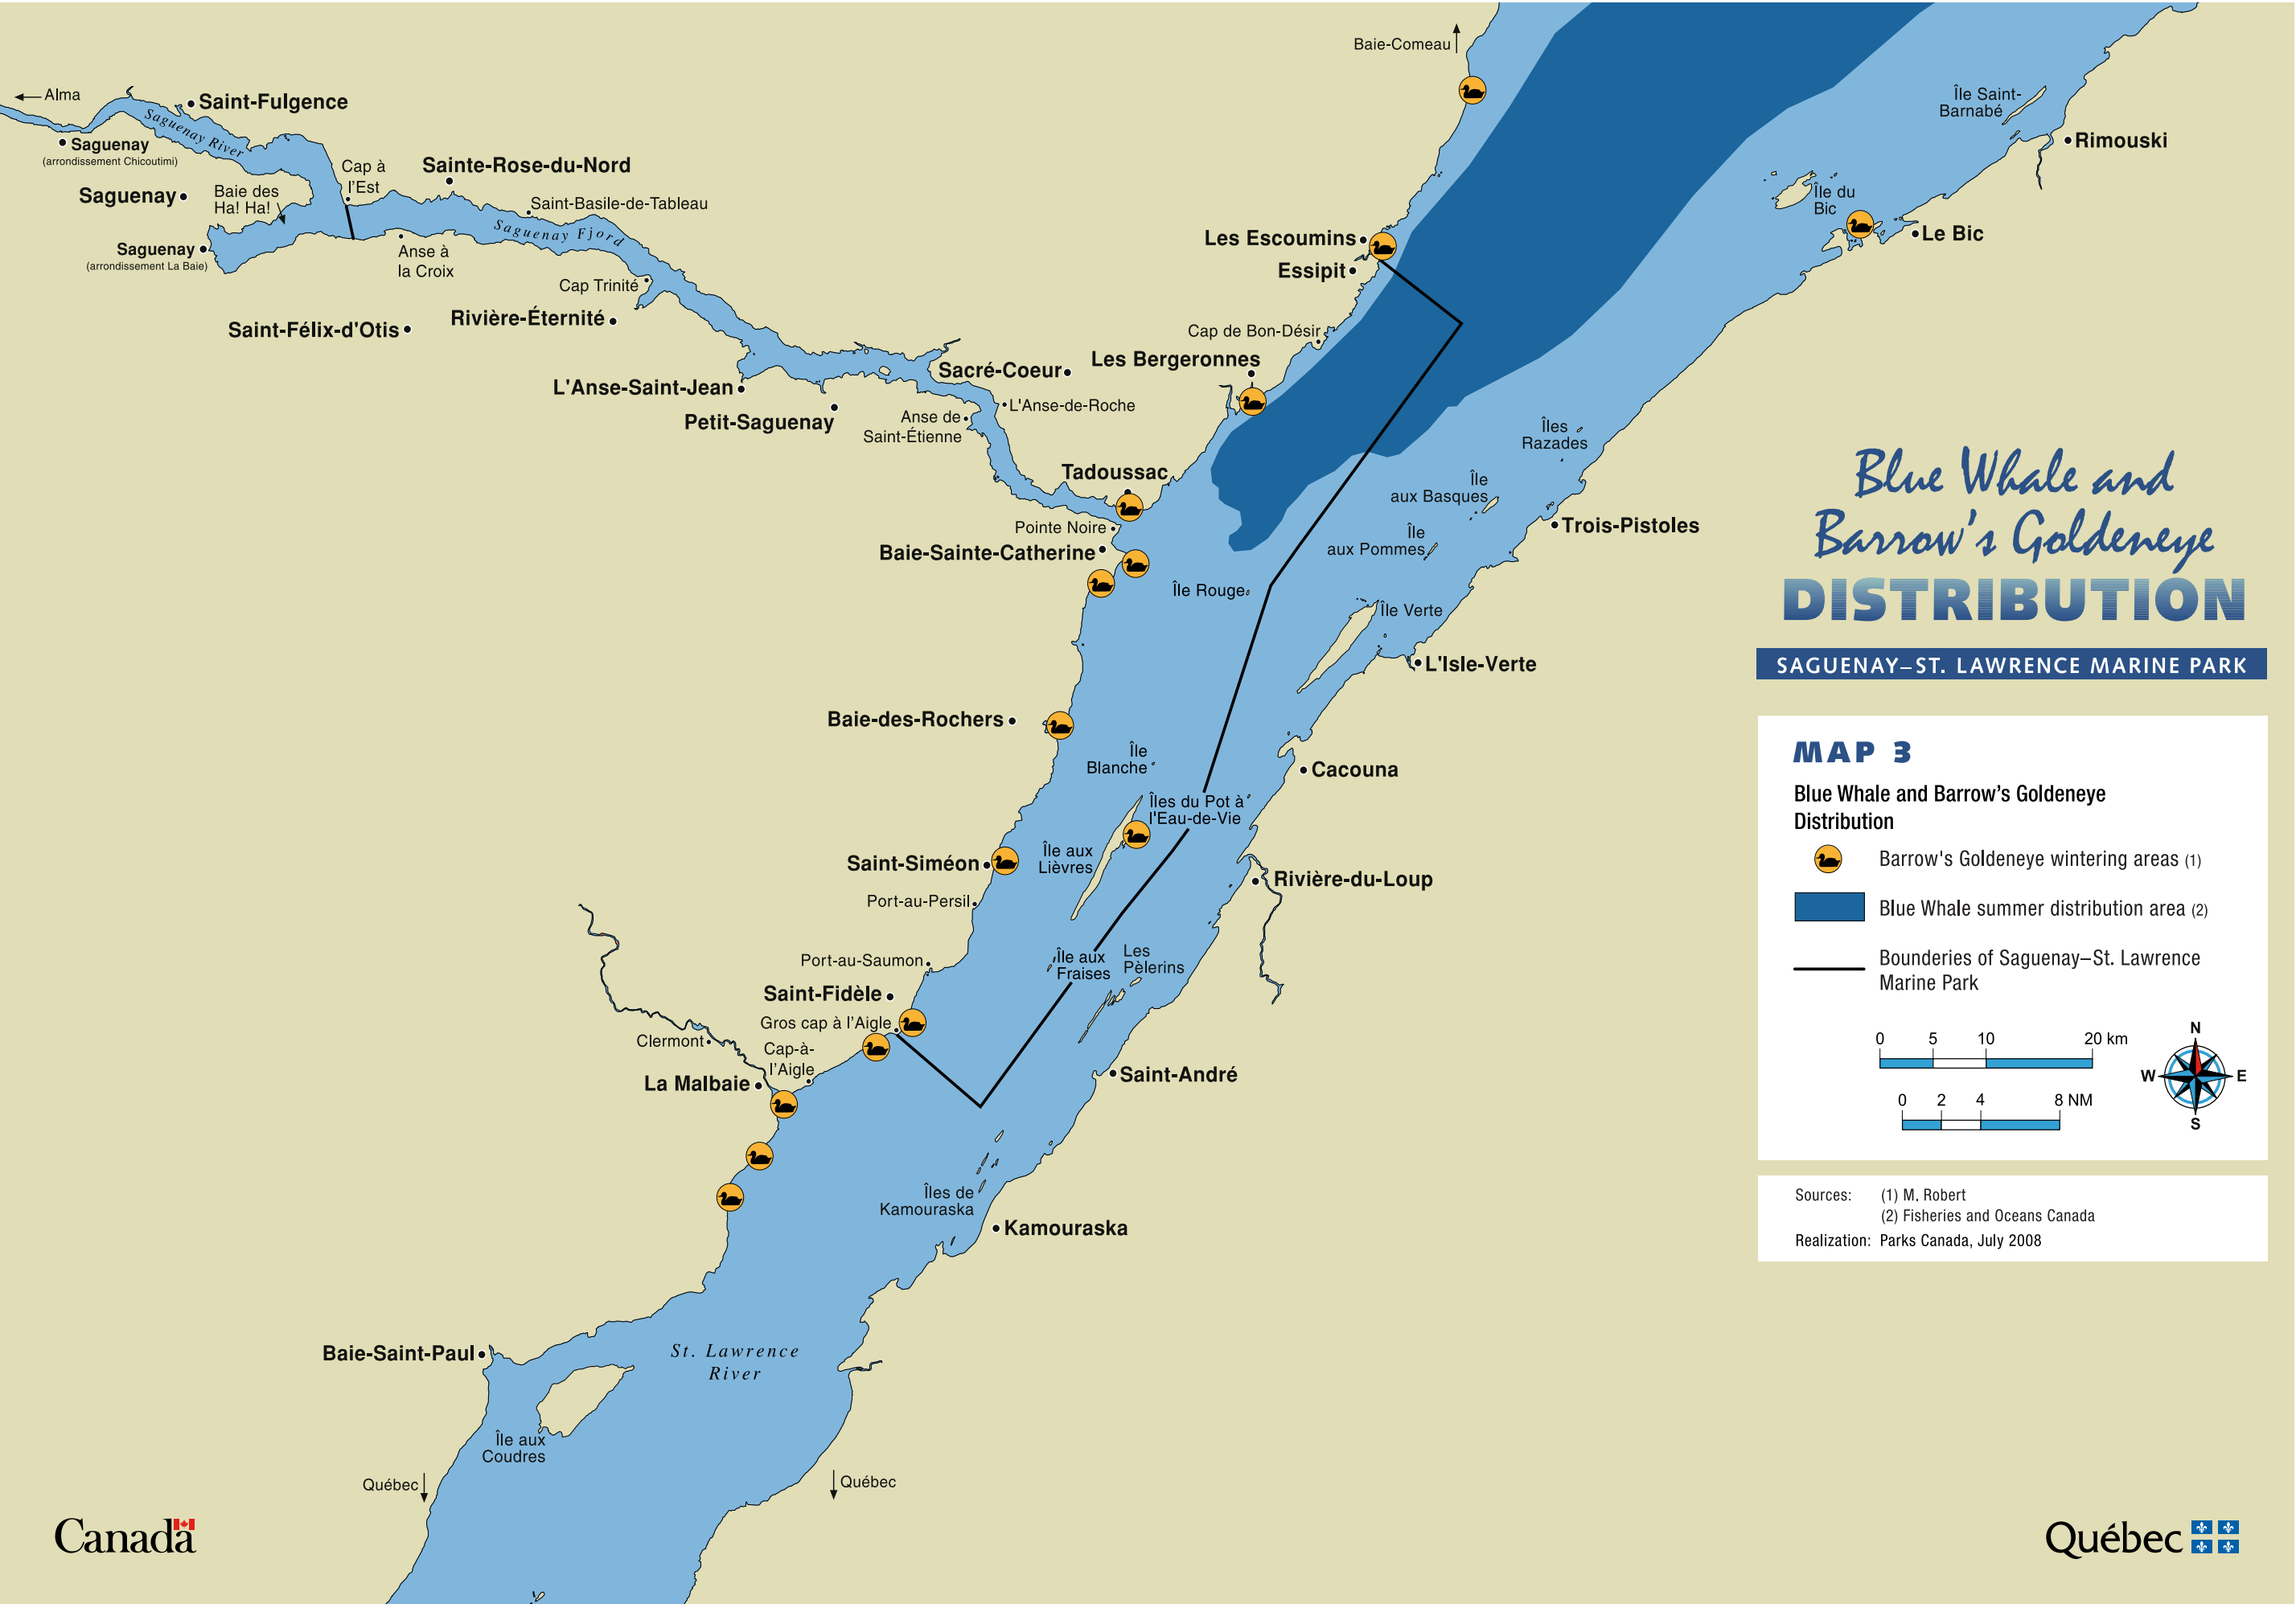 Baie-Comeau
Alma
Saint-Fulgence
Saguenay River
Saguenay
(arrondissement Chicoutimi)
Île Saint-
Barnabé
Rimouski
Cap à
l'Est
Sainte-Rose-du-Nord
Saguenay
Baie des
Ha! Ha!
Saint-Basile-de-Tableau
Saguenay Fjord
Île du
Bic
Le Bic
Saguenay
(arrondissement La Baie)
Anse à
la Croix
Les Escoumins
Essipit
Cap Trinité
Rivière-Éternité
Saint-Félix-d'Otis
Cap de Bon-Désir
Les Bergeronnes
Sacré-Coeur
L'Anse-Saint-Jean
Petit-Saguenay
L'Anse-de-Roche
Anse de
Saint-Étienne
Îles
Razades
Tadoussac
Île
aux Basques
Pointe Noire
Trois-Pistoles
Île
aux Pommes
Baie-Sainte-Catherine
Île Rouge
Île Verte
L'Isle-Verte
Baie-des-Rochers
Île
Blanche
Cacouna
Îles du Pot à
l'Eau-de-Vie
Île aux
Lièvres
Saint-Siméon
Rivière-du-Loup
Port-au-Persil
Port-au-Saumon
Île aux
Fraises
Les
Pèlerins
Saint-Fidèle
Gros cap à l'Aigle
Clermont
Cap-à-
l'Aigle
La Malbaie
Saint-André
Îles de
Kamouraska
Kamouraska
Baie-Saint-Paul
St. Lawrence
River
Île aux
Coudres
Québec
Québec
Blue Whale and
Barrow's Goldeneye
DISTRIBUTION
SAGUENAY–ST. LAWRENCE MARINE PARK
MAP 3
Blue Whale and Barrow's Goldeneye
Distribution
Barrow's Goldeneye wintering areas (1)
Blue Whale summer distribution area (2)
Bounderies of Saguenay–St. Lawrence
Marine Park
0 5 10 20 km
0 2 4 8 NM
N
W E
S
Sources: (1) M. Robert
(2) Fisheries and Oceans Canada
Realization: Parks Canada, July 2008
Canada
Québec